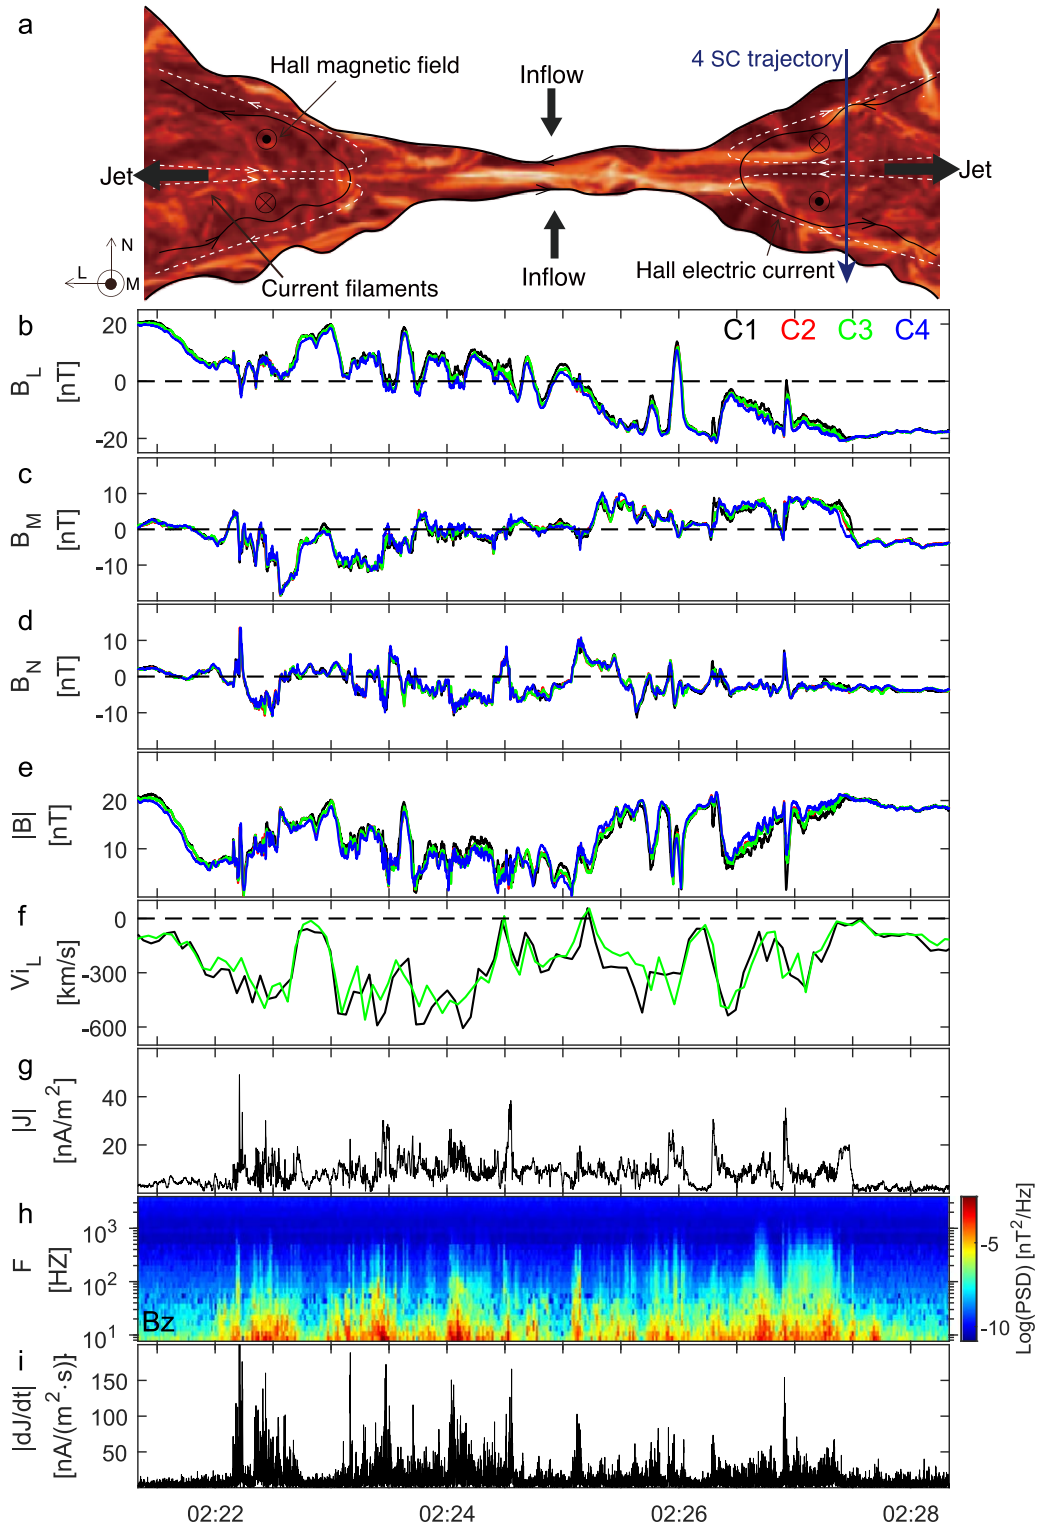 a
Hall magnetic field
Inflow
4 SC trajectory
Jet
Jet
N
L
M
Current filaments
Inflow
Hall electric current
b
C1 C2 C3 C4
B_L [nT]
20
0
-20
c
B_M [nT]
10
0
-10
d
B_N [nT]
10
0
-10
e
|B| [nT]
20
10
f
Vi_L [km/s]
0
-300
-600
g
|J| [nA/m^2]
40
20
h
F [HZ]
10^3
10^2
10^1
Bz
-5
-10
Log(PSD) [nT^2/Hz]
i
|dJ/dt| [nA/(m^2·s)}
150
100
50
02:22 02:24 02:26 02:28